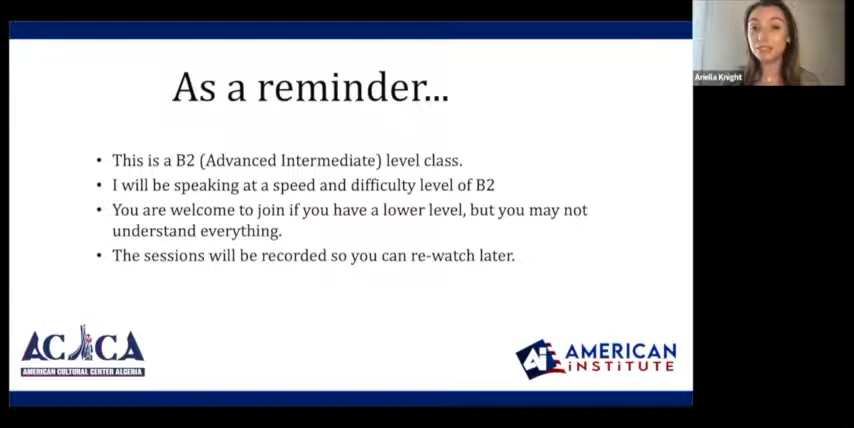 As a reminder...
• This is a B2 (Advanced Intermediate) level class.
• I will be speaking at a speed and difficulty level of B2
• You are welcome to join if you have a lower level, but you may not
understand everything.
• The sessions will be recorded so you can re-watch later.
Ariella Knight
ACCA
AMERICAN CULTURAL CENTER ALGERIA
Ai AMERICAN
INSTITUTE